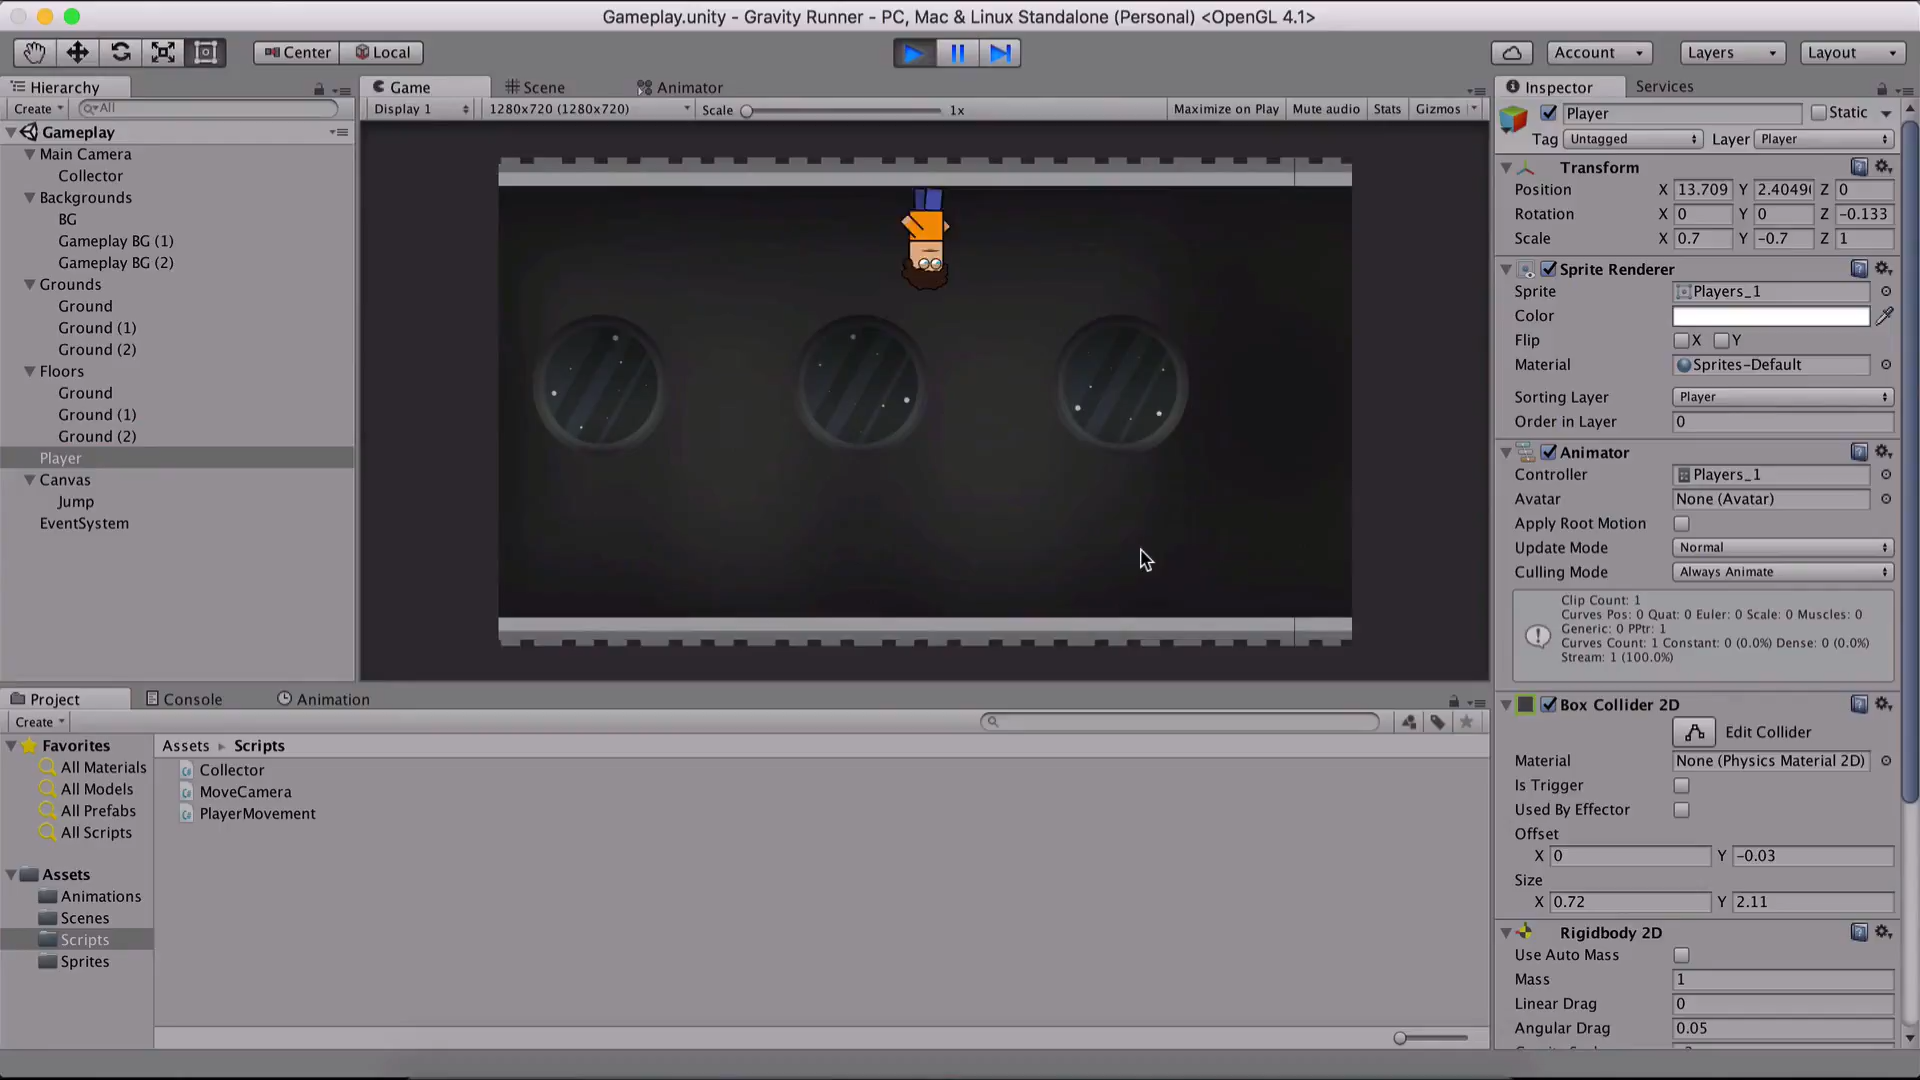 Gameplay.unity - Gravity Runner - PC, Mac & Linux Standalone (Personal) <OpenGL 4.1>
Center Local Account Layers Layout
Hierarchy
Create All
Gameplay
Main Camera
Collector
Backgrounds
BG
Gameplay BG (1)
Gameplay BG (2)
Grounds
Ground
Ground (1)
Ground (2)
Floors
Ground
Ground (1)
Ground (2)
Player
Canvas
Jump
EventSystem
Game Scene Animator
Display 1 1280x720 (1280x720) Scale 1x Maximize on Play Mute audio Stats Gizmos
Inspector Services
Player Static
Tag Untagged Layer Player
Transform
Position X 13.709 Y 2.4049 Z 0
Rotation X 0 Y 0 Z -0.133
Scale X 0.7 Y -0.7 Z 1
Sprite Renderer
Sprite Players_1
Color
Flip X Y
Material Sprites-Default
Sorting Layer Player
Order in Layer 0
Animator
Controller Players_1
Avatar None (Avatar)
Apply Root Motion
Update Mode Normal
Culling Mode Always Animate
Clip Count: 1
Curves Pos: 0 Quat: 0 Euler: 0 Scale: 0 Muscles: 0
Generic: 0 PPtr: 1
Curves Count: 1 Constant: 0 (0.0%) Dense: 0 (0.0%)
Stream: 1 (100.0%)
Box Collider 2D
Edit Collider
Material None (Physics Material 2D)
Is Trigger
Used By Effector
Offset
X 0 Y -0.03
Size
X 0.72 Y 2.11
Rigidbody 2D
Use Auto Mass
Mass 1
Linear Drag 0
Angular Drag 0.05
Project Console Animation
Create
Favorites
All Materials
All Models
All Prefabs
All Scripts
Assets
Animations
Scenes
Scripts
Sprites
Assets Scripts
Collector
MoveCamera
PlayerMovement